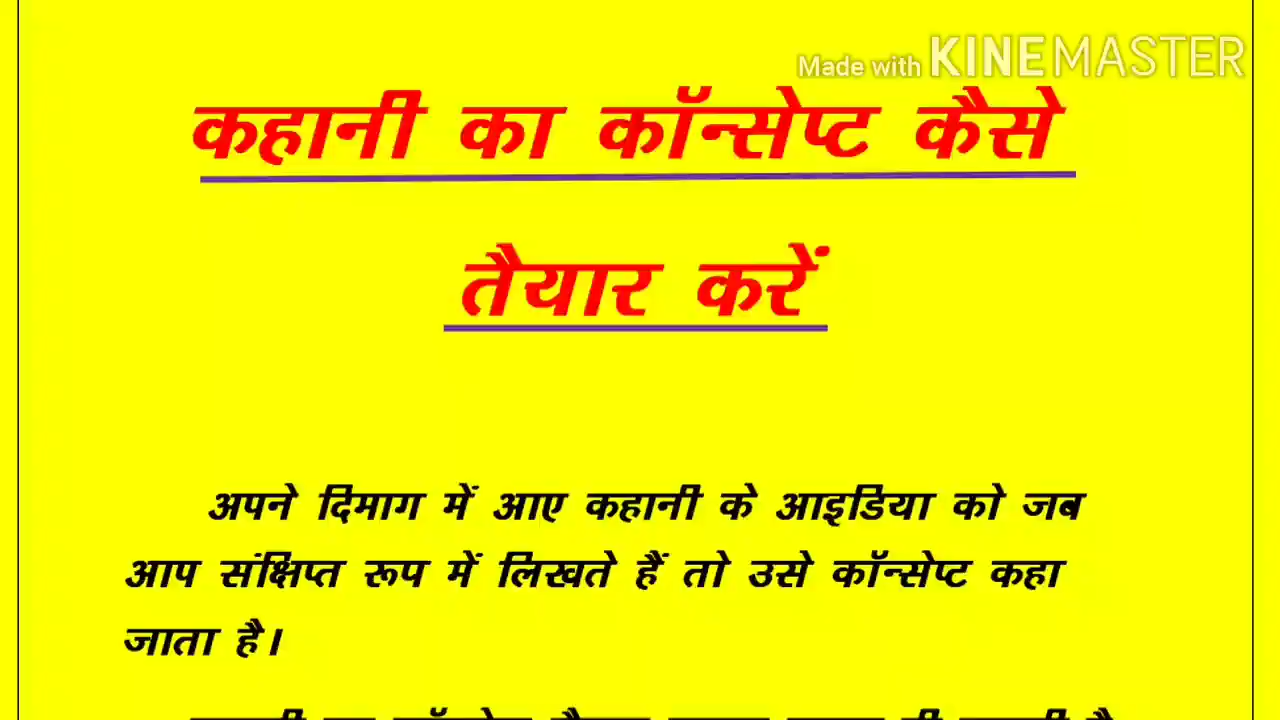 Made with KINEMASTER
कहानी का कॉन्सेप्ट कैसे
तैयार करें
अपने दिमाग में आए कहानी के आइडिया को जब
आप संक्षिप्त रूप में लिखते हैं तो उसे कॉन्सेप्ट कहा
जाता है।